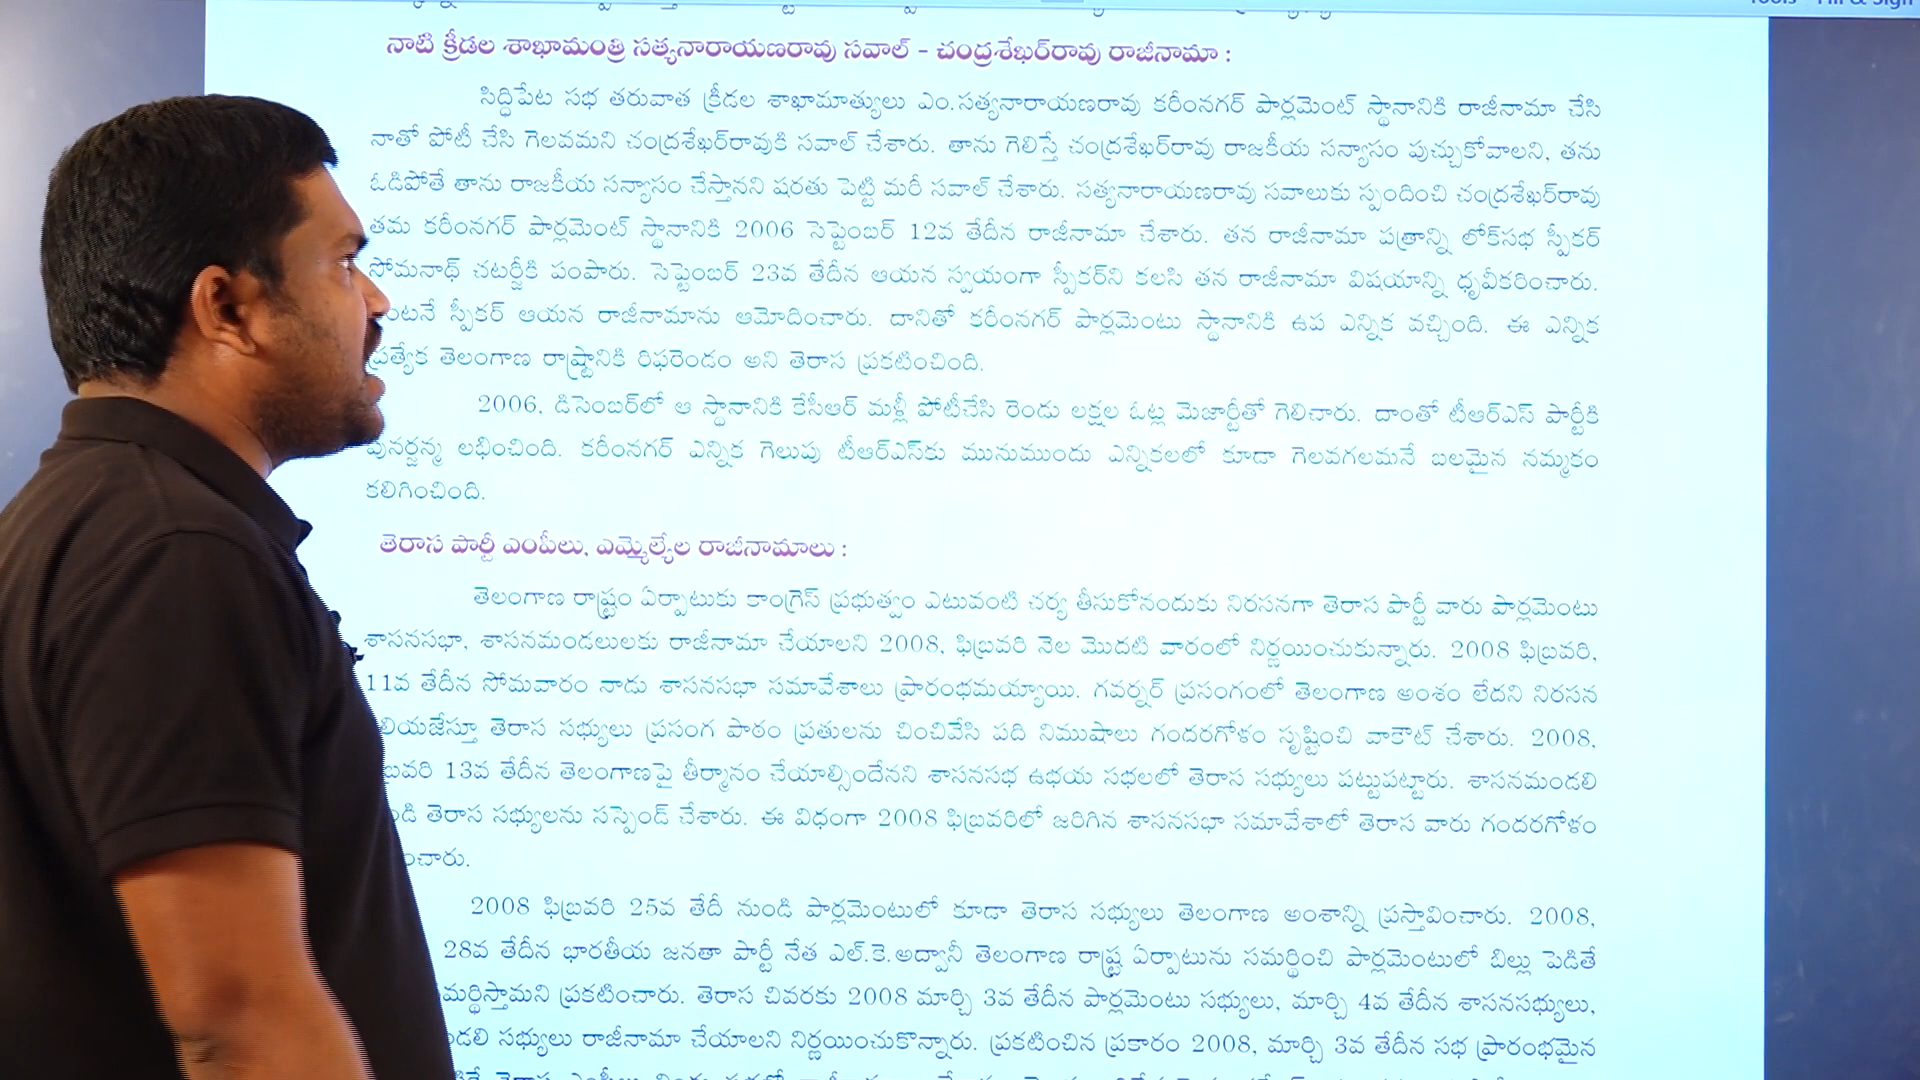 నాటి క్రీడల శాఖామంత్రి సత్యనారాయణరావు సవాల్ - చంద్రశేఖర్‌రావు రాజీనామా :
సిద్ధిపేట సభ తరువాత క్రీడల శాఖామాత్యులు ఎం.సత్యనారాయణరావు కరీంనగర్ పార్లమెంట్ స్థానానికి రాజీనామా చేసి
నాతో పోటీ చేసి గెలవమని చంద్రశేఖర్‌రావుకి సవాల్ చేశారు. తాను గెలిస్తే చంద్రశేఖర్‌రావు రాజకీయ సన్యాసం పుచ్చుకోవాలని, తను
ఓడిపోతే తాను రాజకీయ సన్యాసం చేస్తానని షరతు పెట్టి మరీ సవాల్ చేశారు. సత్యనారాయణరావు సవాలుకు స్పందించి చంద్రశేఖర్‌రావు
తమ కరీంనగర్ పార్లమెంట్ స్థానానికి 2006 సెప్టెంబర్ 12వ తేదీన రాజీనామా చేశారు. తన రాజీనామా పత్రాన్ని లోక్‌సభ స్పీకర్
సోమనాథ్ చటర్జీకి పంపారు. సెప్టెంబర్ 23వ తేదీన ఆయన స్వయంగా స్పీకర్‌ని కలసి తన రాజీనామా విషయాన్ని ధృవీకరించారు.
స్పీకర్ ఆయన రాజీనామాను ఆమోదించారు. దానితో కరీంనగర్ పార్లమెంటు స్థానానికి ఉప ఎన్నిక వచ్చింది. ఈ ఎన్నిక
ప్రత్యేక తెలంగాణ రాష్ట్రానికి రిఫరెండం అని తెరాస ప్రకటించింది.
2006, డిసెంబర్‌లో ఆ స్థానానికి కేసీఆర్ మళ్లీ పోటీచేసి రెండు లక్షల ఓట్ల మెజార్టీతో గెలిచారు. దాంతో టీఆర్ఎస్ పార్టీకి
పునర్జన్మ లభించింది. కరీంనగర్ ఎన్నిక గెలుపు టీఆర్ఎస్‌కు మునుముందు ఎన్నికలలో కూడా గెలవగలమనే బలమైన నమ్మకం
కలిగించింది.
తెరాస పార్టీ ఎంపీలు, ఎమ్మెల్యేల రాజీనామాలు :
తెలంగాణ రాష్ట్రం ఏర్పాటుకు కాంగ్రెస్ ప్రభుత్వం ఎటువంటి చర్య తీసుకోనందుకు నిరసనగా తెరాస పార్టీ వారు పార్లమెంటు
శాసనసభా, శాసనమండలులకు రాజీనామా చేయాలని 2008, ఫిబ్రవరి నెల మొదటి వారంలో నిర్ణయించుకున్నారు. 2008 ఫిబ్రవరి,
11వ తేదీన సోమవారం నాడు శాసనసభా సమావేశాలు ప్రారంభమయ్యాయి. గవర్నర్ ప్రసంగంలో తెలంగాణ అంశం లేదని నిరసన
తెరాస సభ్యులు ప్రసంగ పాఠం ప్రతులను చించివేసి పది నిముషాలు గందరగోళం సృష్టించి వాకౌట్ చేశారు. 2008,
13వ తేదీన తెలంగాణపై తీర్మానం చేయాల్సిందేనని శాసనసభ ఉభయ సభలలో తెరాస సభ్యులు పట్టుపట్టారు. శాసనమండలి
తెరాస సభ్యులను సస్పెండ్ చేశారు. ఈ విధంగా 2008 ఫిబ్రవరిలో జరిగిన శాసనసభా సమావేశాలో తెరాస వారు గందరగోళం
2008 ఫిబ్రవరి 25వ తేదీ నుండి పార్లమెంటులో కూడా తెరాస సభ్యులు తెలంగాణ అంశాన్ని ప్రస్తావించారు. 2008,
28వ తేదీన భారతీయ జనతా పార్టీ నేత ఎల్.కె.అద్వానీ తెలంగాణ రాష్ట్ర ఏర్పాటును సమర్థించి పార్లమెంటులో బిల్లు పెడితే
ప్రకటించారు. తెరాస చివరకు 2008 మార్చి 3వ తేదీన పార్లమెంటు సభ్యులు, మార్చి 4వ తేదీన శాసనసభ్యులు,
సభ్యులు రాజీనామా చేయాలని నిర్ణయించుకొన్నారు. ప్రకటించిన ప్రకారం 2008, మార్చి 3వ తేదీన సభ ప్రారంభమైన